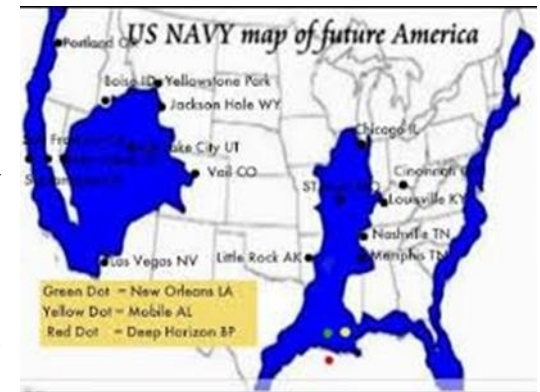 US NAVY map of future America
Portland OR
Boise ID
Yellowstone Park
Jackson Hole WY
Chicago IL
Lake City UT
Vail CO
Cincinnati
ST.
Louisville KY
Nashville TN
Las Vegas NV
Little Rock AK
Memphis TN
Green Dot = New Orleans LA
Yellow Dot = Mobile AL
Red Dot = Deep Horizon BP